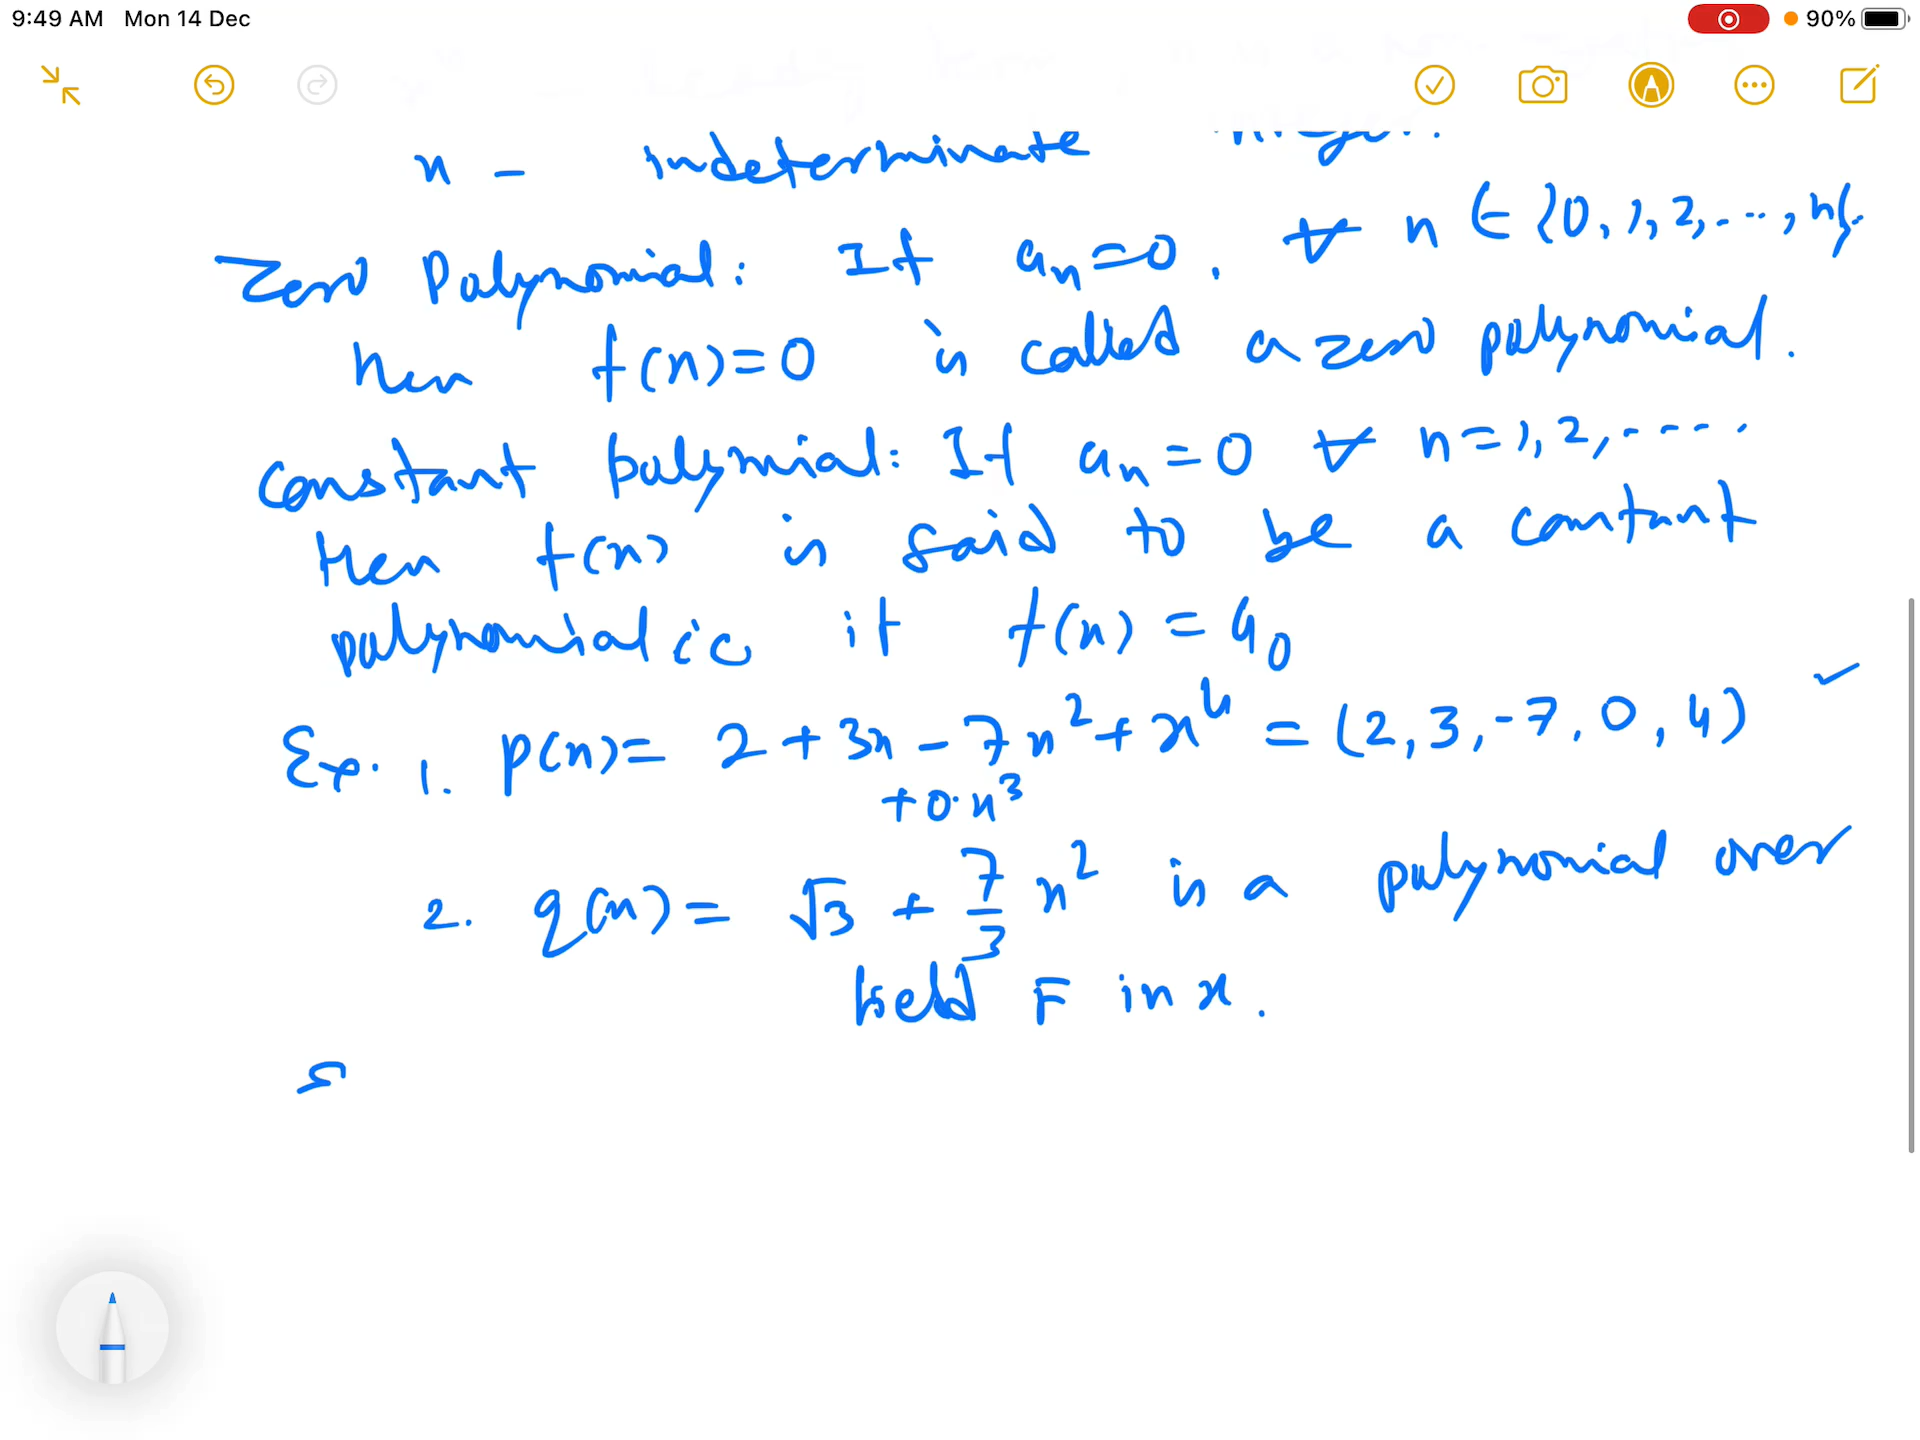 9:49 AM Mon 14 Dec 90%
x - indeterminate
Zero Polynomial: If aₙ=0, ∀ n ∈ {0,1,2,...,n}.
then f(x)=0 is called a zero polynomial.
Constant polymial: If aₙ=0 ∀ n=1,2,----.
then f(x) is said to be a constant
polynomial ie if f(x) = a₀
Ex. 1. p(x)= 2+3x-7x²+x⁴ = (2,3,-7,0,4) ✓
+0·x³
2. q(x)= √3 + 7/3 x² is a polynomial over
field F in x.